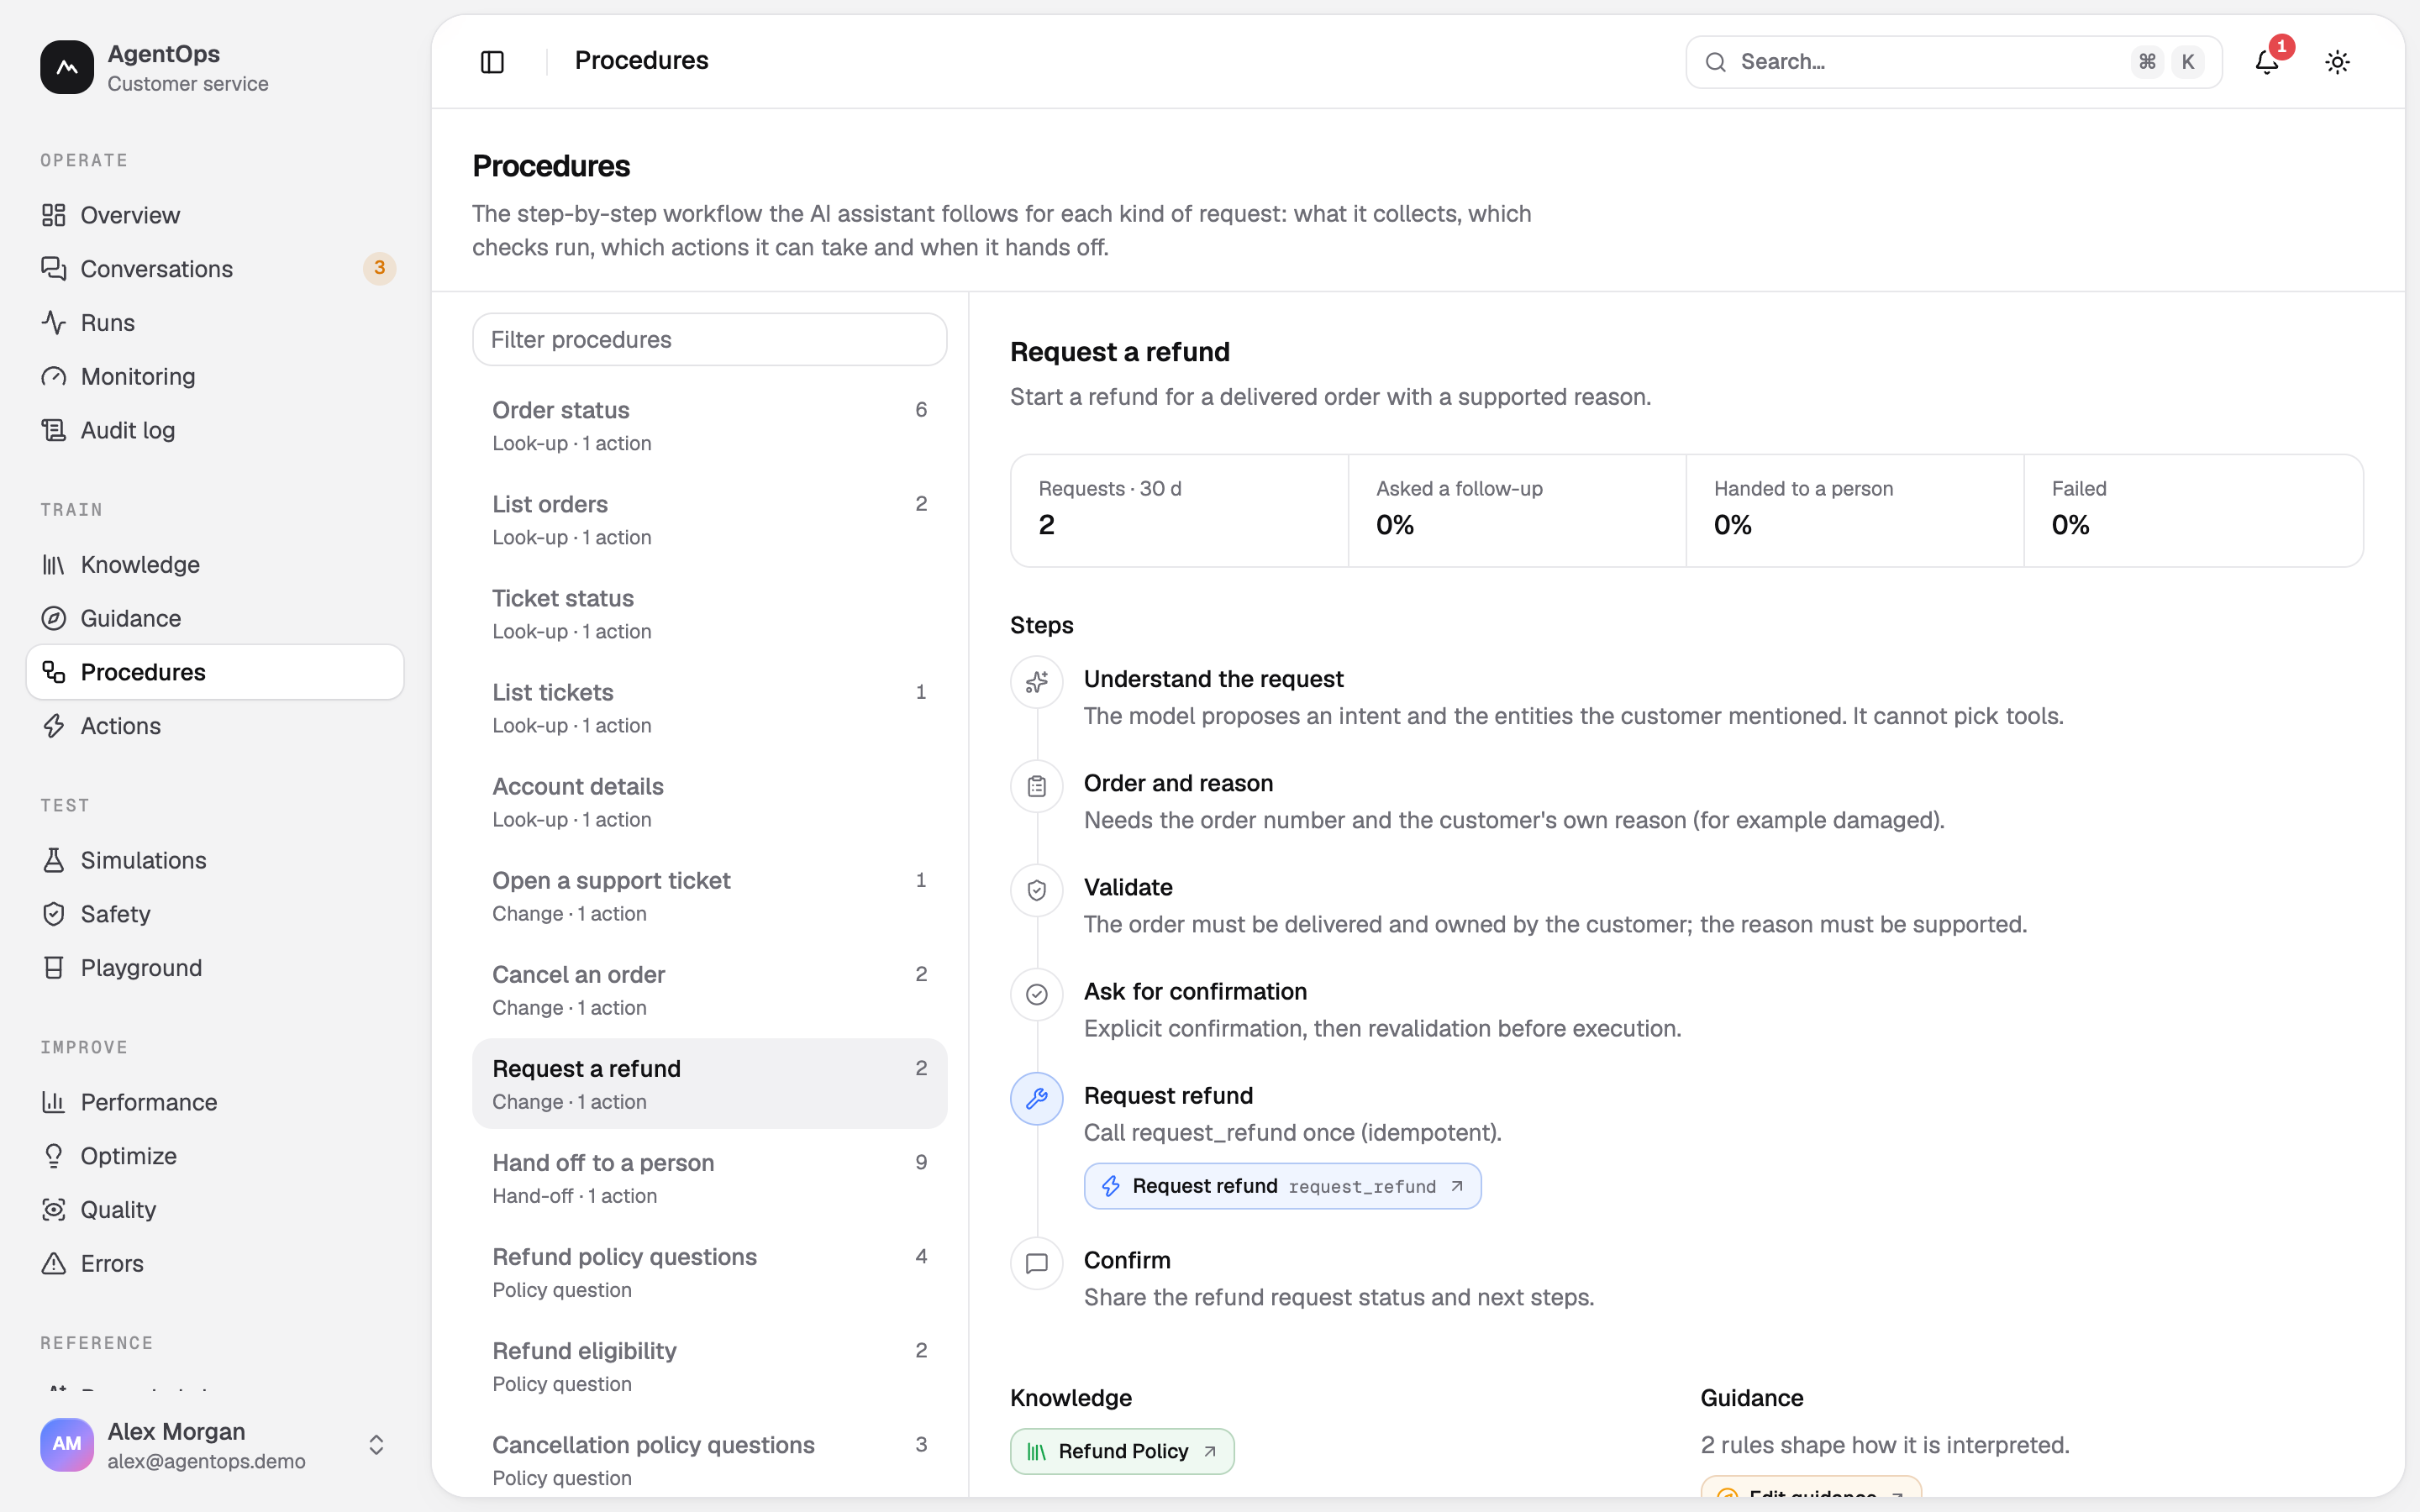 AgentOps
Customer service
OPERATE
Overview
Conversations 3
Runs
Monitoring
Audit log
TRAIN
Knowledge
Guidance
Procedures
Actions
TEST
Simulations
Safety
Playground
IMPROVE
Performance
Optimize
Quality
Errors
REFERENCE
AM
Alex Morgan
alex@agentops.demo
Procedures
Search... ⌘ K
1
Procedures
The step-by-step workflow the AI assistant follows for each kind of request: what it collects, which
checks run, which actions it can take and when it hands off.
Filter procedures
Order status 6
Look-up · 1 action
List orders 2
Look-up · 1 action
Ticket status
Look-up · 1 action
List tickets 1
Look-up · 1 action
Account details
Look-up · 1 action
Open a support ticket 1
Change · 1 action
Cancel an order 2
Change · 1 action
Request a refund 2
Change · 1 action
Hand off to a person 9
Hand-off · 1 action
Refund policy questions 4
Policy question
Refund eligibility 2
Policy question
Cancellation policy questions 3
Policy question
Request a refund
Start a refund for a delivered order with a supported reason.
Requests · 30 d
2
Asked a follow-up
0%
Handed to a person
0%
Failed
0%
Steps
Understand the request
The model proposes an intent and the entities the customer mentioned. It cannot pick tools.
Order and reason
Needs the order number and the customer's own reason (for example damaged).
Validate
The order must be delivered and owned by the customer; the reason must be supported.
Ask for confirmation
Explicit confirmation, then revalidation before execution.
Request refund
Call request_refund once (idempotent).
Request refund request_refund
Confirm
Share the refund request status and next steps.
Knowledge
Refund Policy
Guidance
2 rules shape how it is interpreted.
Edit guidance